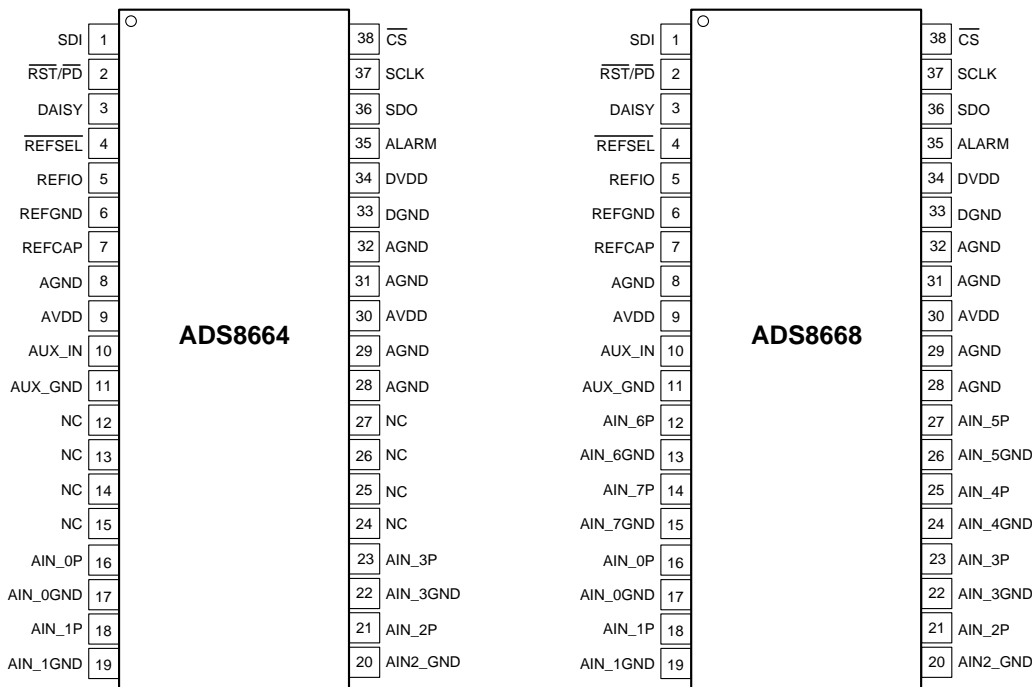 SDI 1 38 CS SDI 1 38 CS
RST/PD 2 37 SCLK RST/PD 2 37 SCLK
DAISY 3 36 SDO DAISY 3 36 SDO
REFSEL 4 35 ALARM REFSEL 4 35 ALARM
REFIO 5 34 DVDD REFIO 5 34 DVDD
REFGND 6 33 DGND REFGND 6 33 DGND
REFCAP 7 32 AGND REFCAP 7 32 AGND
AGND 8 31 AGND AGND 8 31 AGND
AVDD 9 ADS8664 30 AVDD AVDD 9 ADS8668 30 AVDD
AUX_IN 10 29 AGND AUX_IN 10 29 AGND
AUX_GND 11 28 AGND AUX_GND 11 28 AGND
NC 12 27 NC AIN_6P 12 27 AIN_5P
NC 13 26 NC AIN_6GND 13 26 AIN_5GND
NC 14 25 NC AIN_7P 14 25 AIN_4P
NC 15 24 NC AIN_7GND 15 24 AIN_4GND
AIN_0P 16 23 AIN_3P AIN_0P 16 23 AIN_3P
AIN_0GND 17 22 AIN_3GND AIN_0GND 17 22 AIN_3GND
AIN_1P 18 21 AIN_2P AIN_1P 18 21 AIN_2P
AIN_1GND 19 20 AIN2_GND AIN_1GND 19 20 AIN2_GND